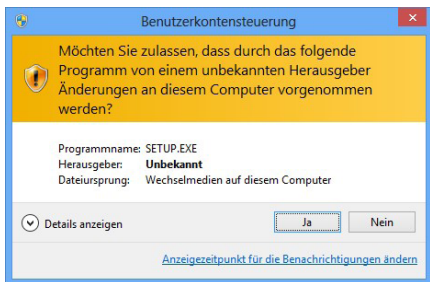 Benutzerkontensteuerung
Möchten Sie zulassen, dass durch das folgende
Programm von einem unbekannten Herausgeber
Änderungen an diesem Computer vorgenommen
werden?
Programmname: SETUP.EXE
Herausgeber: Unbekannt
Dateiursprung: Wechselmedien auf diesem Computer
Details anzeigen
Ja
Nein
Anzeigezeitpunkt für die Benachrichtigungen ändern